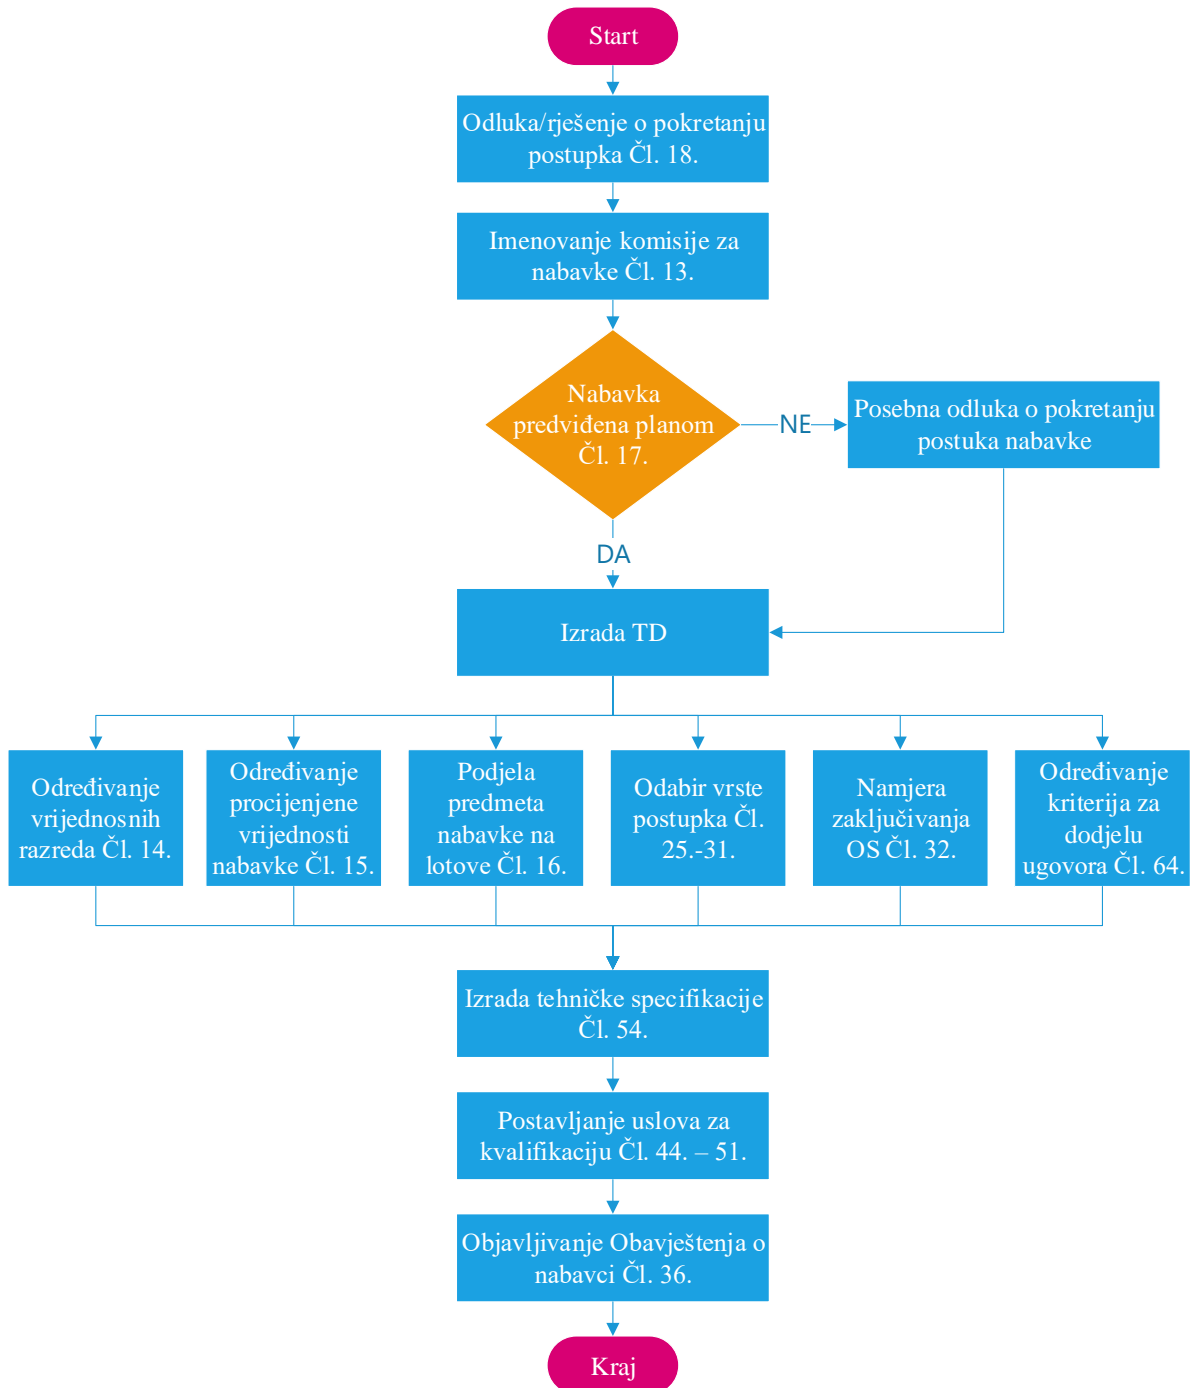 Start
Odluka/rješenje o pokretanju
postupka Čl. 18.
Imenovanje komisije za
nabavke Čl. 13.
Nabavka
predviđena planom
Čl. 17.
NE
Posebna odluka o pokretanju
postuka nabavke
DA
Izrada TD
Određivanje
vrijednosnih
razreda Čl. 14.
Određivanje
procijenjene
vrijednosti
nabavke Čl. 15.
Podjela
predmeta
nabavke na
lotove Čl. 16.
Odabir vrste
postupka Čl.
25.-31.
Namjera
zaključivanja
OS Čl. 32.
Određivanje
kriterija za
dodjelu
ugovora Čl. 64.
Izrada tehničke specifikacije
Čl. 54.
Postavljanje uslova za
kvalifikaciju Čl. 44. – 51.
Objavljivanje Obavještenja o
nabavci Čl. 36.
Kraj